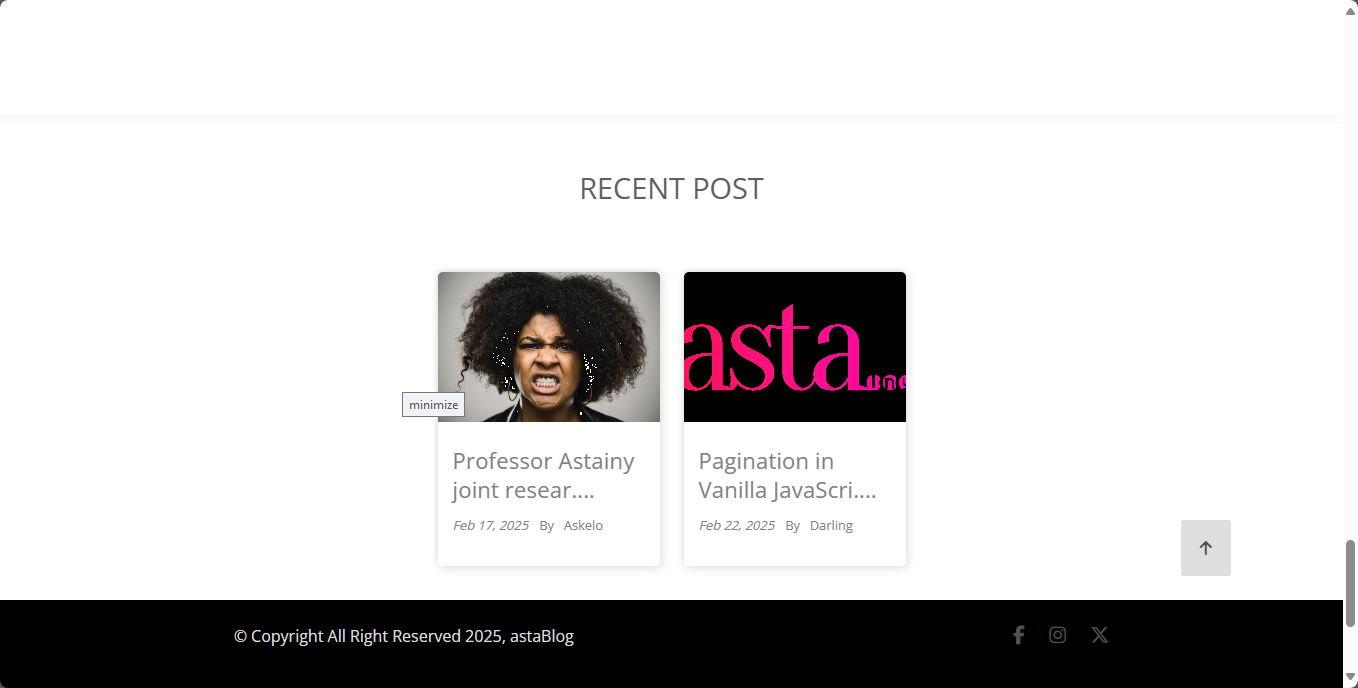 RECENT POST
minimize
asta
Professor Astainy
joint resear....
Feb 17, 2025 By Askelo
Pagination in
Vanilla JavaScri....
Feb 22, 2025 By Darling
© Copyright All Right Reserved 2025, astaBlog